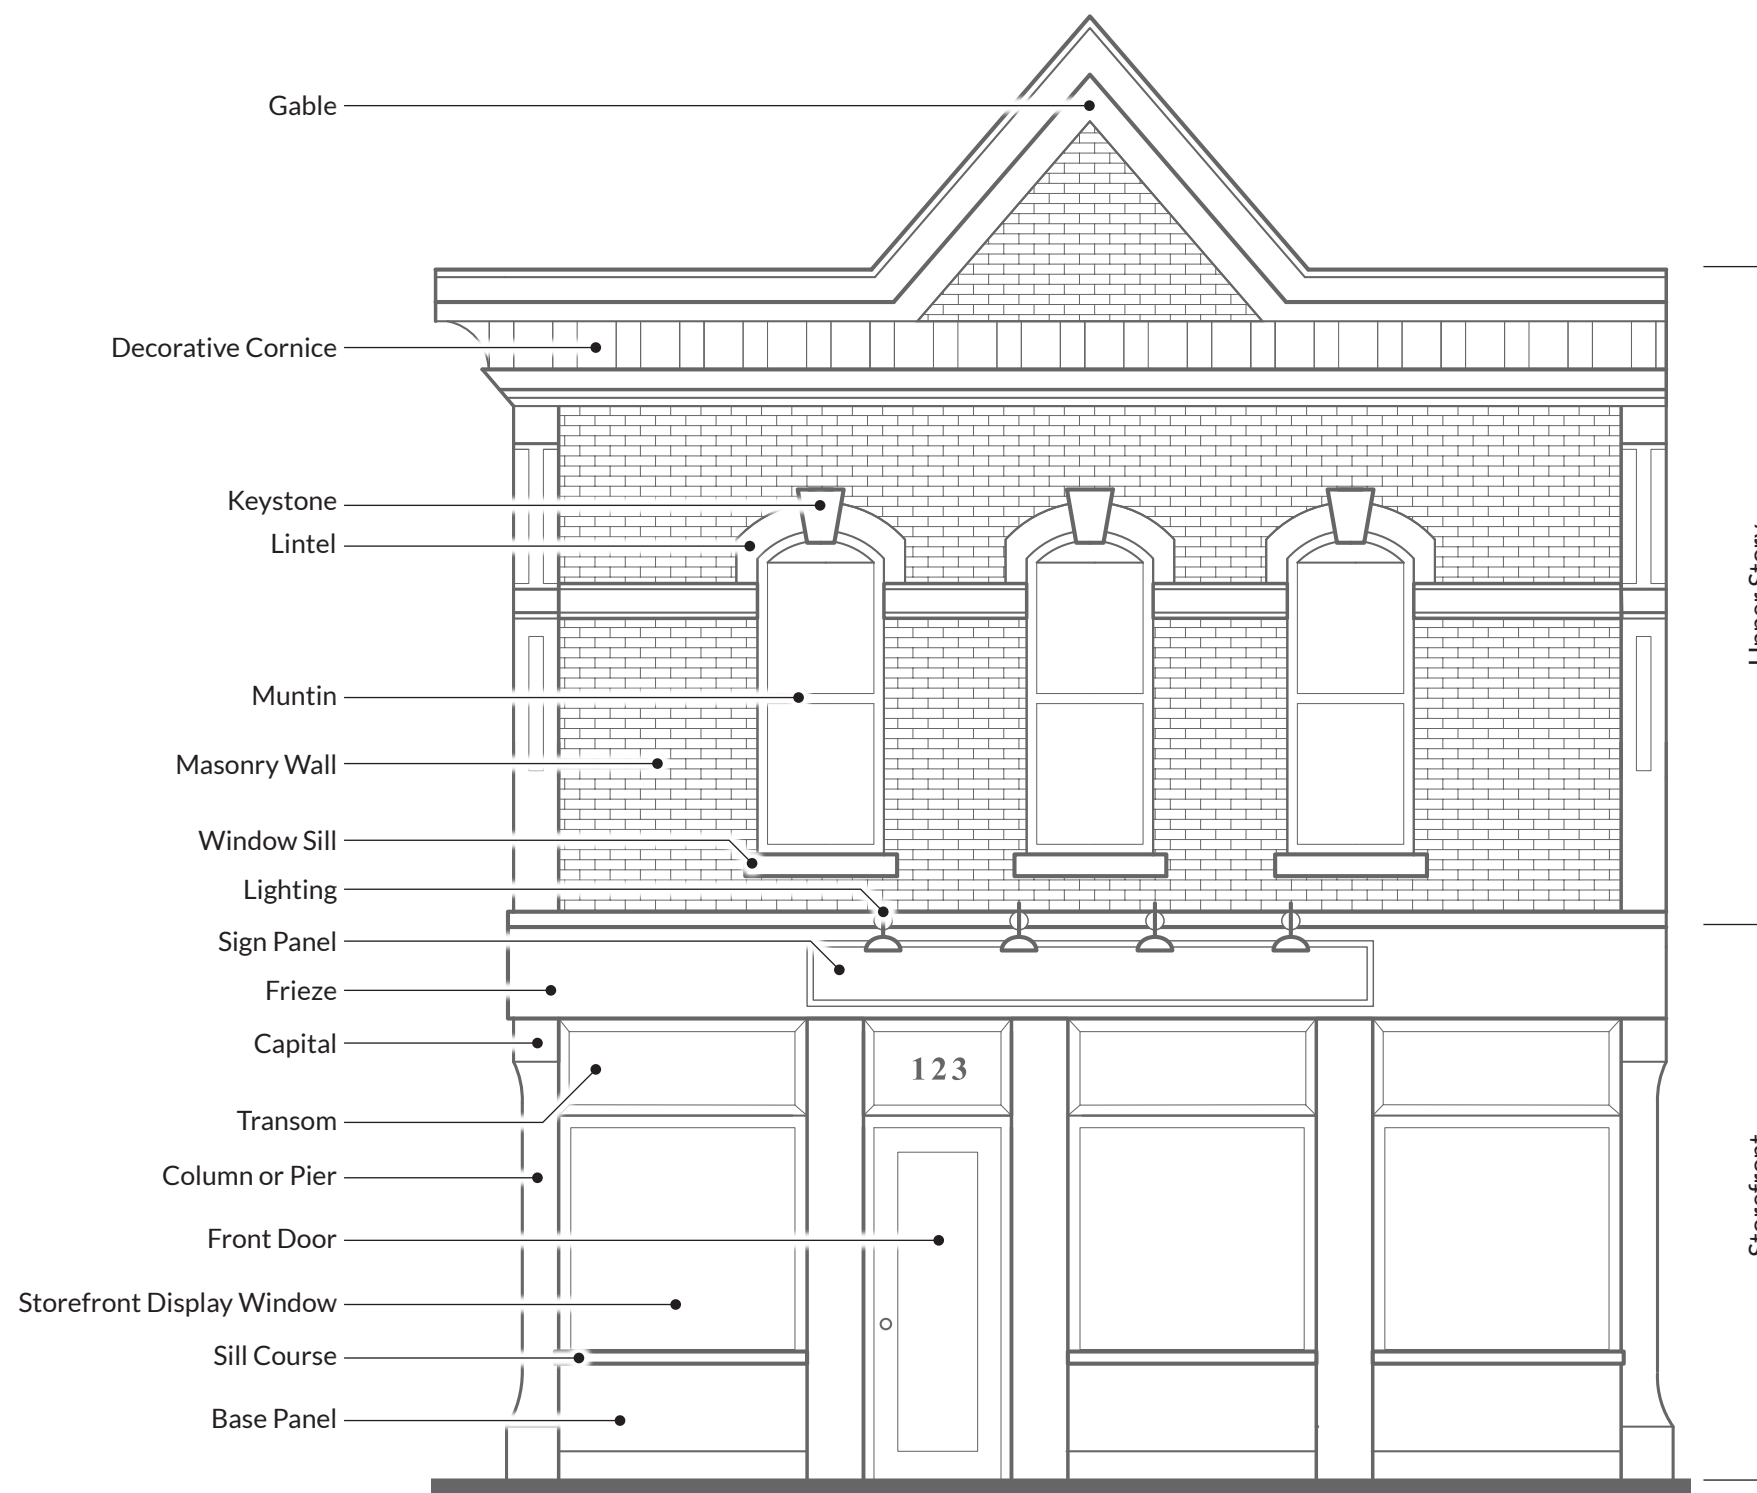 Gable
Decorative Cornice
Keystone
Lintel
Muntin
Masonry Wall
Window Sill
Lighting
Sign Panel
Frieze
Capital
123
Transom
Column or Pier
Front Door
Storefront Display Window
Sill Course
Base Panel